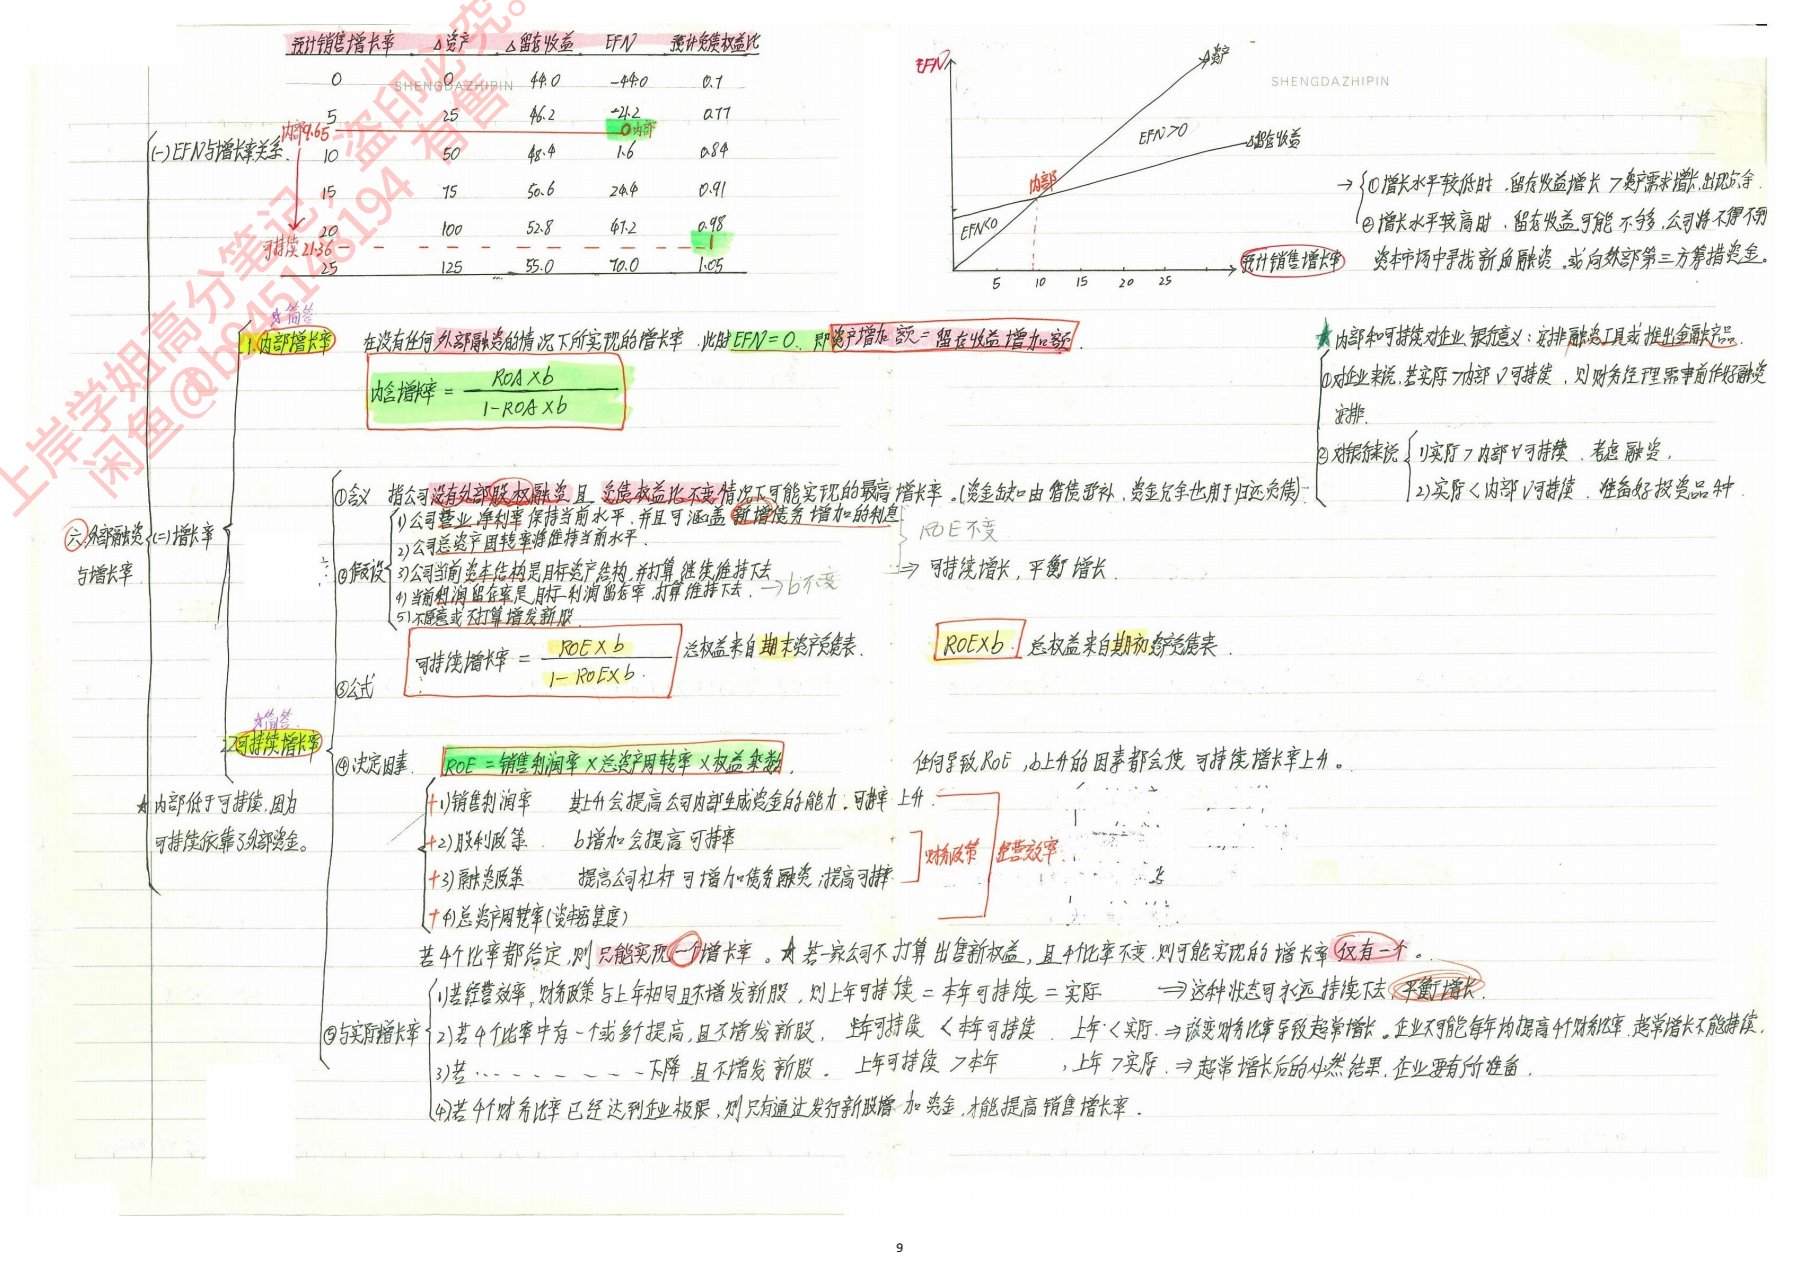 预计销售增长率 △资产 △留存收益 EFN 预计负债权益比
0 0 44.0 -44.0 0.7
5 25 46.2 -21.2 0.77
内部9.65 0内部
10 50 48.4 1.6 0.84
15 75 50.6 24.4 0.91
20 100 52.8 47.2 0.98
可持续21.36 1
25 125 55.0 70.0 1.05
SHENGDAZHIPIN
SHENGDAZHIPIN
EFN
△资产
EFN>0
△留存收益
内部
EFN<0
5 10 15 20 25
预计销售增长率
→ ①增长水平较低时,留存收益增长>资产需求增长,出现亏余.
②增长水平较高时,留存收益可能不够多,公司将不得不到
资本市场中寻找新的融资,或向外部第三方筹措资金。
六.外部融资
与增长率
(一)EFN与增长率关系.
(二)增长率
☆简答
1.内部增长率 在没有任何外部融资的情况下所实现的增长率.此时EFN=0.即资产增加额=留存收益增加额.
内含增长率 = ROA×b / 1-ROA×b
★内部和可持续对企业、银行意义:安排融资工具或推出金融产品.
①对企业来说,若实际>内部∨可持续,则财务经理需事前作好融资
安排.
②对银行来说 1)实际>内部∨可持续.考虑融资.
2)实际<内部∨可持续.准备好投资品种.
☆简答.
2.可持续增长率
①含义 指公司没有外部股权融资且负债权益比不变情况下可能实现的最高增长率.(资金缺口由借债弥补,资金冗余也用于归还负债)
②假设 1)公司营业净利率保持当前水平,并且可涵盖新增债务增加的利息
2)公司总资产周转率将维持当前水平.
ROE不变
3)公司当前资本结构是目标资产结构,并打算继续维持下去
⇒ 可持续增长,平衡增长.
4)当前利润留存率是目标利润留存率,打算维持下去. →b不变
5)不愿意或不打算增发新股.
③公式 可持续增长率 = ROE×b / 1-ROE×b. 总权益来自期末资产负债表. ROE×b. 总权益来自期初资产负债表.
④决定因素. ROE=销售利润率×总资产周转率×权益乘数. 任何导致ROE,b上升的因素都会使可持续增长率上升。
+1)销售利润率 其上升会提高公司内部生成资金的能力.可持率上升.
+2)股利政策 b增加会提高可持率
+3)融资政策 提高公司杠杆可增加债务融资,提高可持率
+4)总资产周转率(资本密集度)
财务政策 经营效率.
★内部低于可持续,因为
可持续依靠了外部资金。
若4个比率都给定,则只能实现一个增长率。★若一家公司不打算出售新权益,且4个比率不变,则可能实现的增长率仅有一个。
⑤与实际增长率 1)若经营效率,财务政策与上年相同且不增发新股,则上年可持续=本年可持续=实际 ⇒这种状态可永远持续下去 平衡增长.
2)若4个比率中有一个或多个提高,且不增发新股, 上年可持续<本年可持续 上年<实际.⇒改变财务比率导致超常增长。企业不可能每年均提高4个财务比率,超常增长不能持续.
3)若……下降且不增发新股. 上年可持续>本年 ,上年>实际.⇒超常增长后的必然结果.企业要有所准备.
4)若4个财务比率已经达到企业极限,则只有通过发行新股增加资金,才能提高销售增长率.
上岸学姐高分笔记,盗印必究。
闲鱼@b9451483194 有售
9